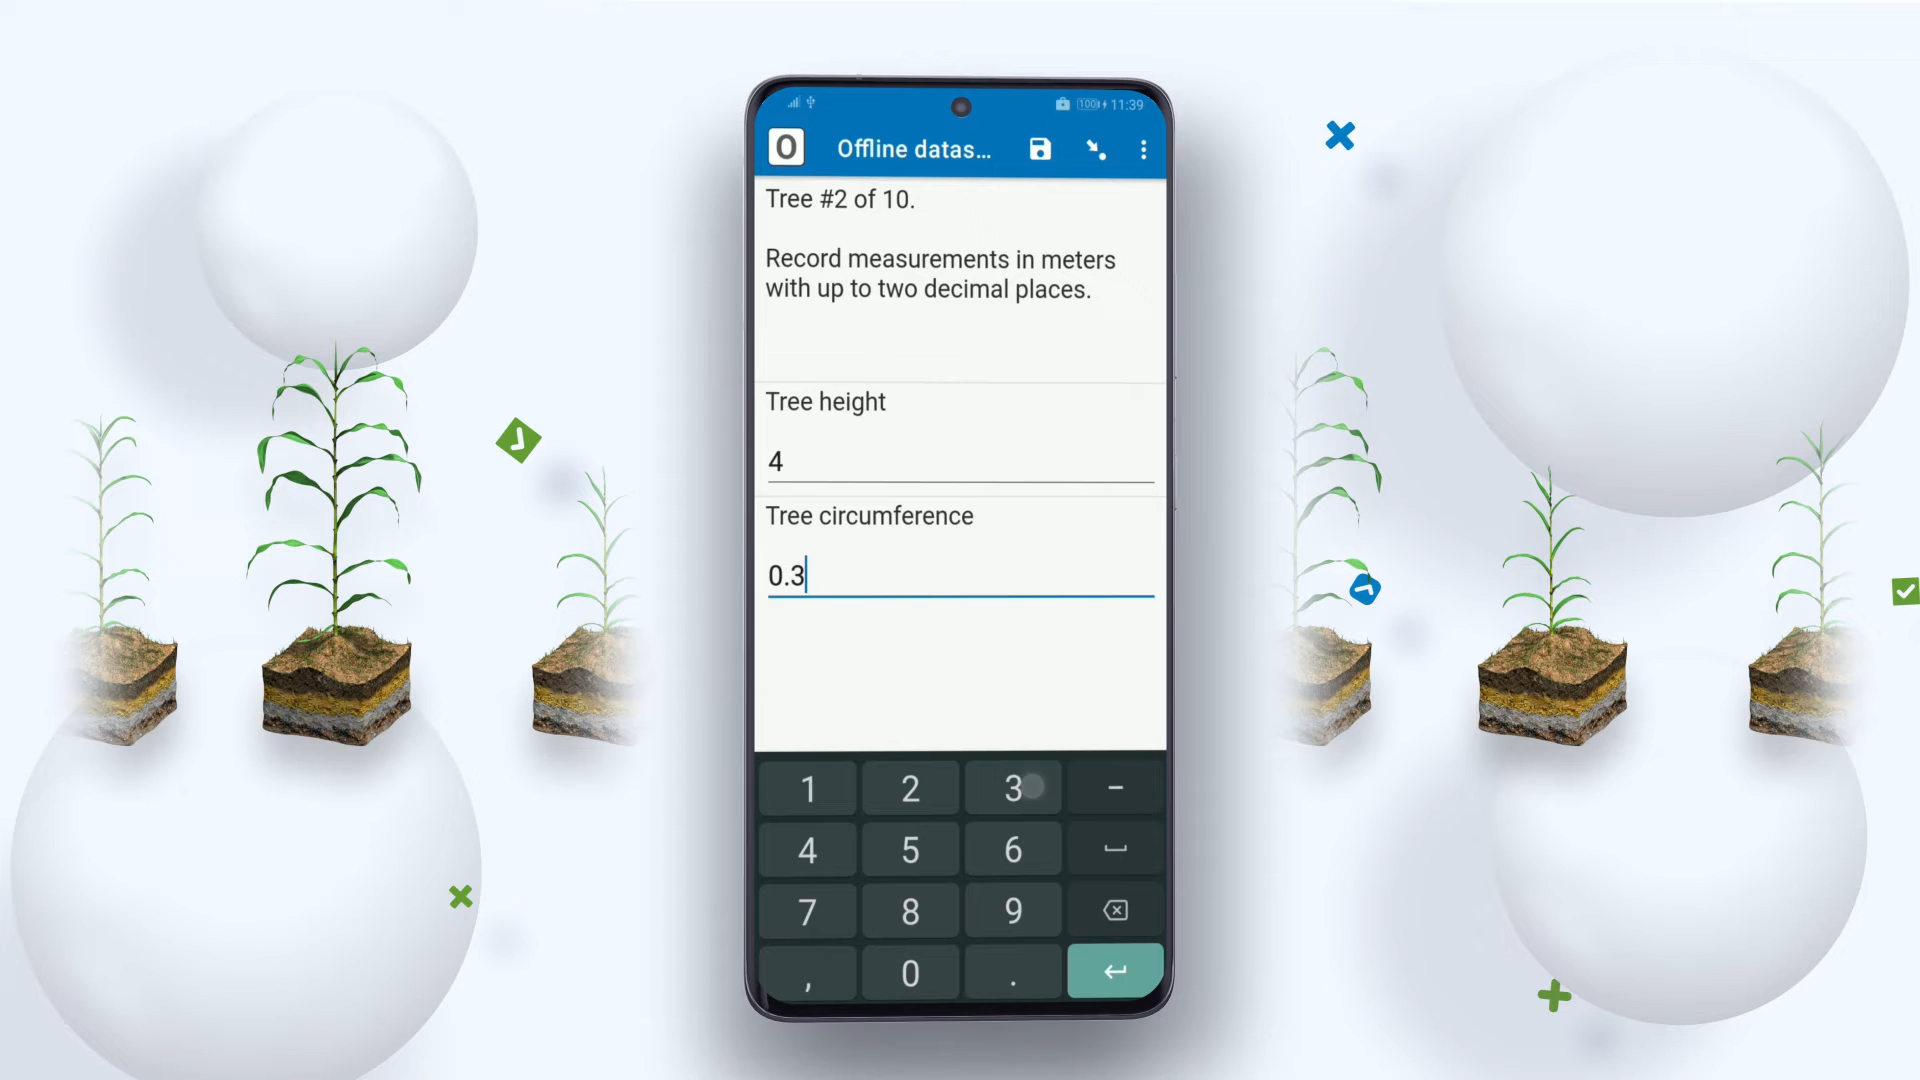 100 11:39
O Offline datas...
Tree #2 of 10.
Record measurements in meters
with up to two decimal places.
Tree height
4
Tree circumference
0.3
1 2 3 –
4 5 6
7 8 9
, 0 .